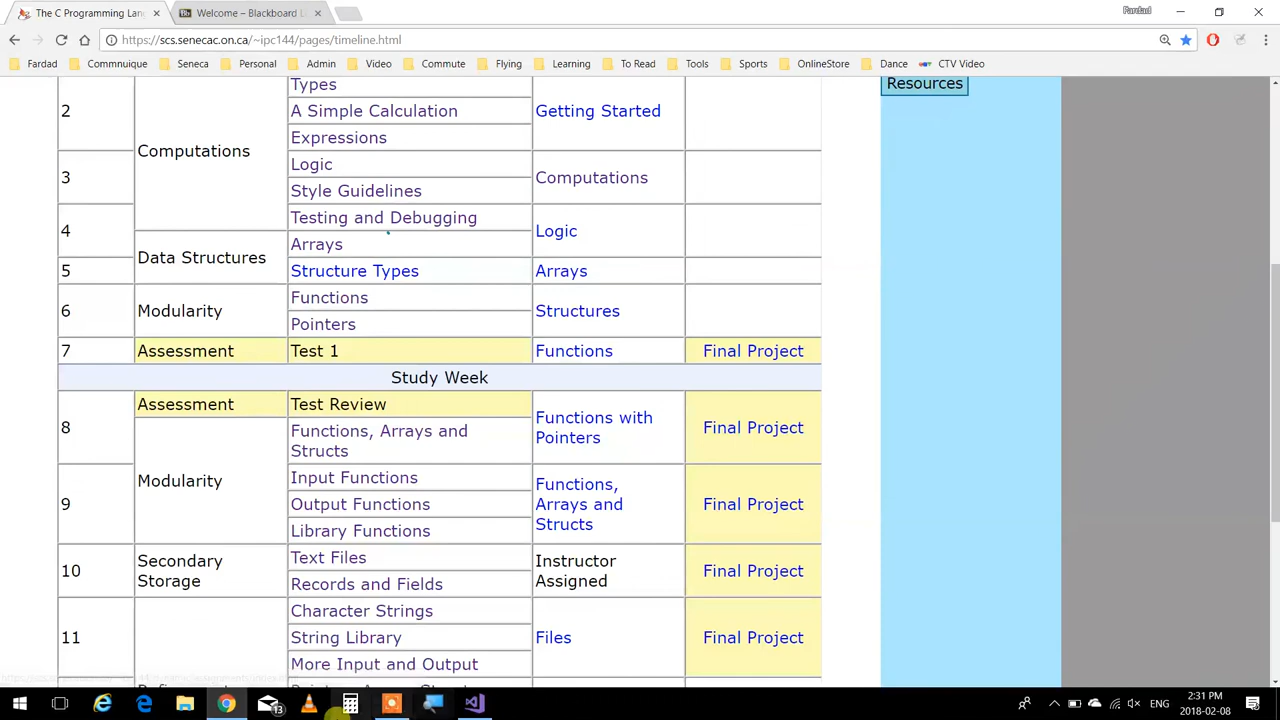 The C Programming Lan
Welcome – Blackboard L
Fardad
https://scs.senecac.on.ca/~ipc144/pages/timeline.html
Fardad
Commnuique
Seneca
Personal
Admin
Video
Commute
Flying
Learning
To Read
Tools
Sports
OnlineStore
Dance
CTV Video
Resources
2
Computations
Types
A Simple Calculation
Expressions
Getting Started
3
Logic
Style Guidelines
Computations
4
Testing and Debugging
Logic
Data Structures
Arrays
5
Structure Types
Arrays
6
Modularity
Functions
Pointers
Structures
7
Assessment
Test 1
Functions
Final Project
Study Week
8
Assessment
Test Review
Functions with
Pointers
Final Project
Modularity
Functions, Arrays and
Structs
9
Input Functions
Output Functions
Library Functions
Functions,
Arrays and
Structs
Final Project
10
Secondary
Storage
Text Files
Records and Fields
Instructor
Assigned
Final Project
11
Character Strings
String Library
More Input and Output
Files
Final Project
13
ENG
2:31 PM
2018-02-08